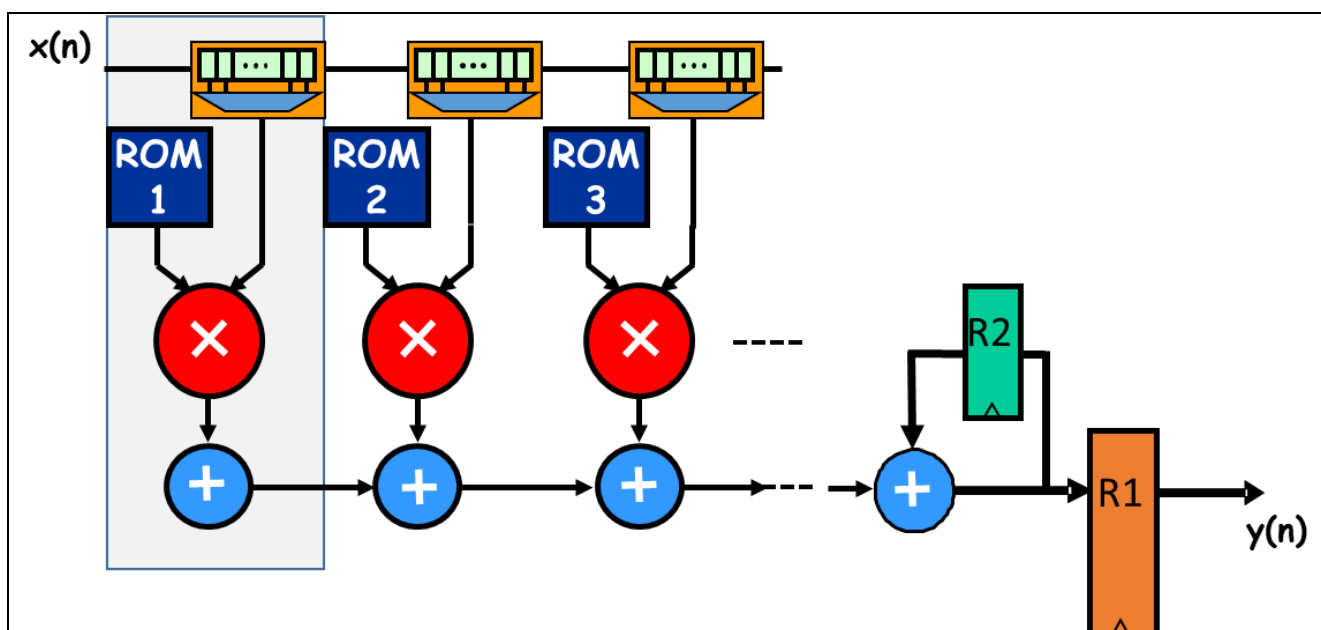 x(n)
ROM
1
ROM
2
ROM
3
×
×
×
R2
+
+
+
+
R1
y(n)